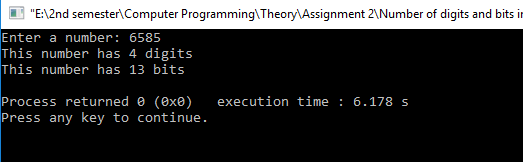 "E:\2nd semester\Computer Programming\Theory\Assignment 2\Number of digits and bits in
Enter a number: 6585
This number has 4 digits
This number has 13 bits
Process returned 0 (0x0)   execution time : 6.178 s
Press any key to continue.